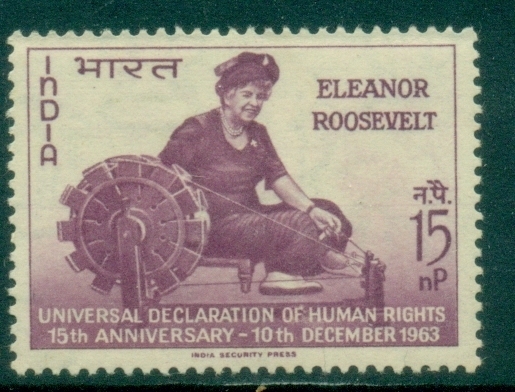 INDIA
भारत
ELEANOR
ROOSEVELT
न.पै.
15
nP
UNIVERSAL DECLARATION OF HUMAN RIGHTS
15th ANNIVERSARY - 10th DECEMBER 1963
INDIA SECURITY PRESS